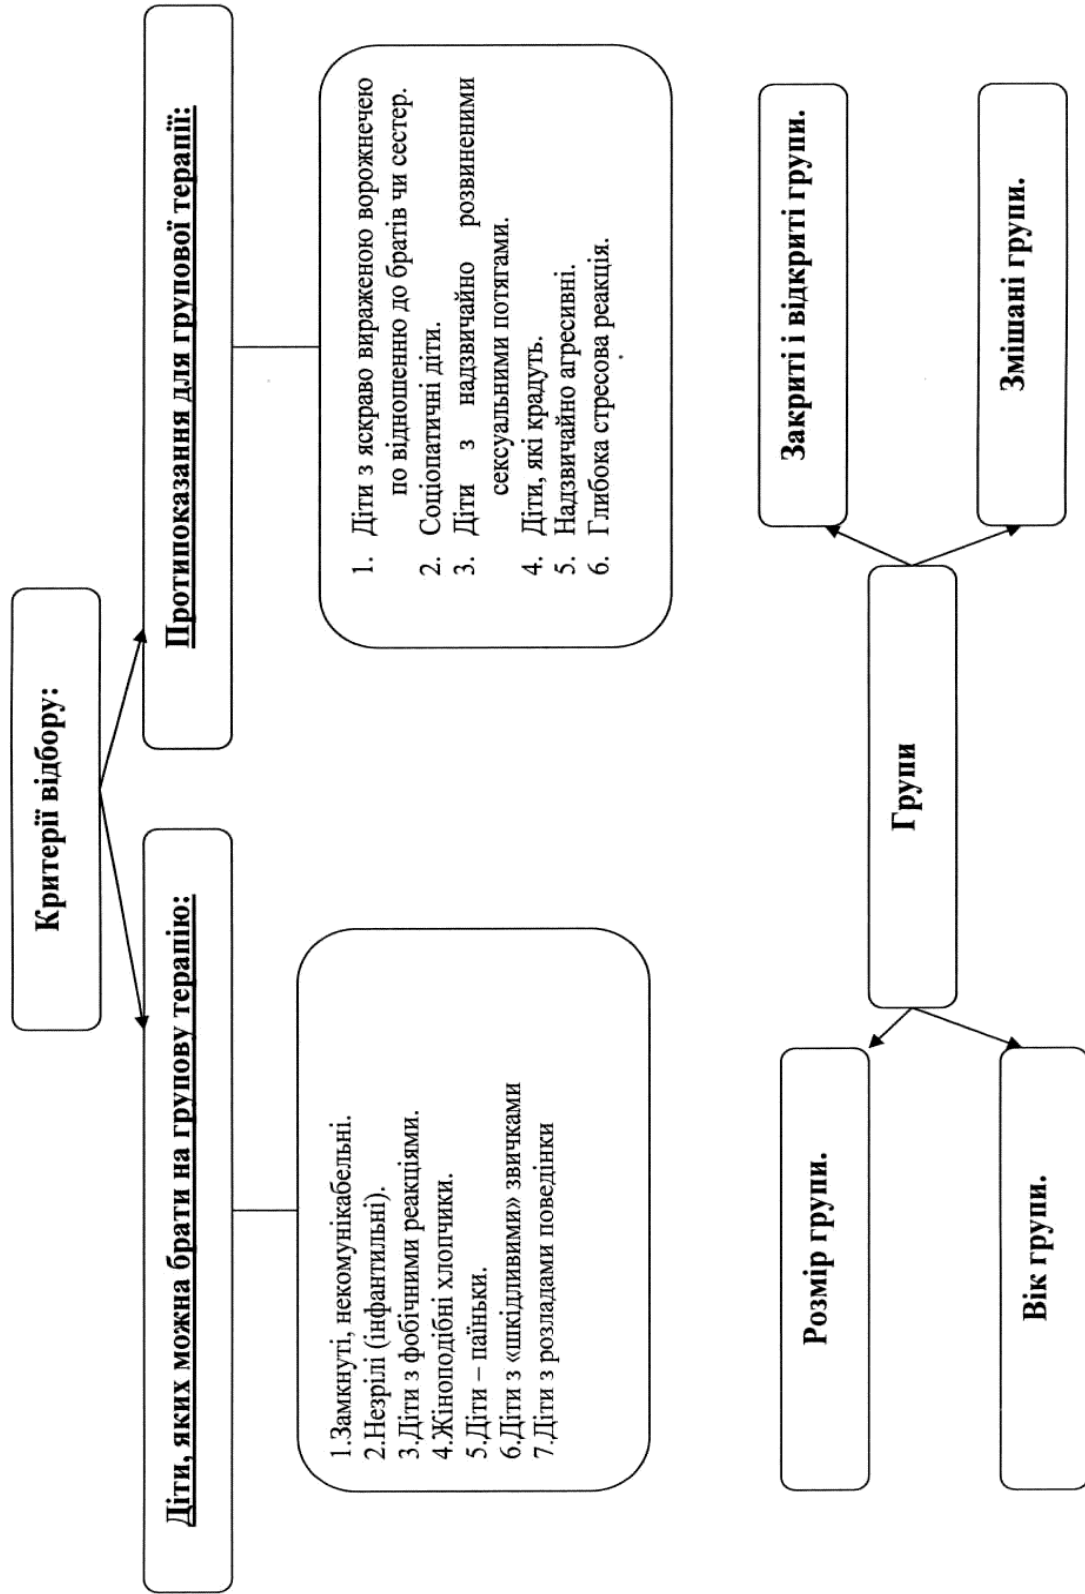 Критерії відбору:
Діти, яких можна брати на групову терапію:
Протипоказання для групової терапії:
1.Замкнуті, некомунікабельні.
2.Незрілі (інфантильні).
3.Діти з фобічними реакціями.
4.Жіноподібні хлопчики.
5.Діти – паїньки.
6.Діти з «шкідливими» звичками
7.Діти з розладами поведінки
1. Діти з яскраво вираженою ворожнечею
по відношенню до братів чи сестер.
2. Соціопатичні діти.
3. Діти з надзвичайно розвиненими
сексуальними потягами.
4. Діти, які крадуть.
5. Надзвичайно агресивні.
6. Глибока стресова реакція.
Розмір групи.
Закриті і відкриті групи.
Групи
Вік групи.
Змішані групи.